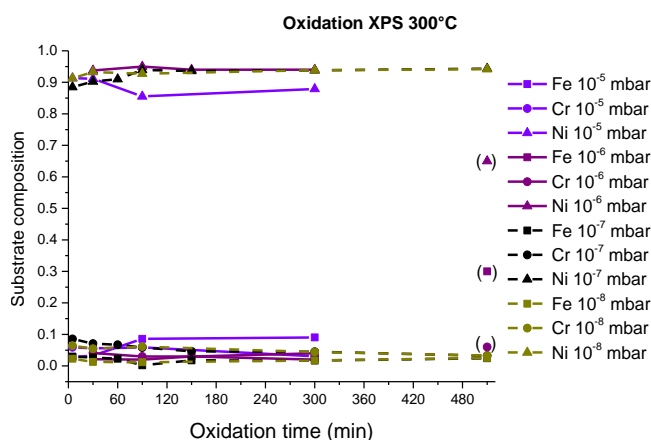 Oxidation XPS 300°C
1.0
0.9
0.8
0.7
0.6
0.5
0.4
0.3
0.2
0.1
0.0
Substrate composition
0 60 120 180 240 300 360 420 480
Oxidation time (min)
( )
( )
( )
Fe 10⁻⁵ mbar
Cr 10⁻⁵ mbar
Ni 10⁻⁵ mbar
Fe 10⁻⁶ mbar
Cr 10⁻⁶ mbar
Ni 10⁻⁶ mbar
Fe 10⁻⁷ mbar
Cr 10⁻⁷ mbar
Ni 10⁻⁷ mbar
Fe 10⁻⁸ mbar
Cr 10⁻⁸ mbar
Ni 10⁻⁸ mbar